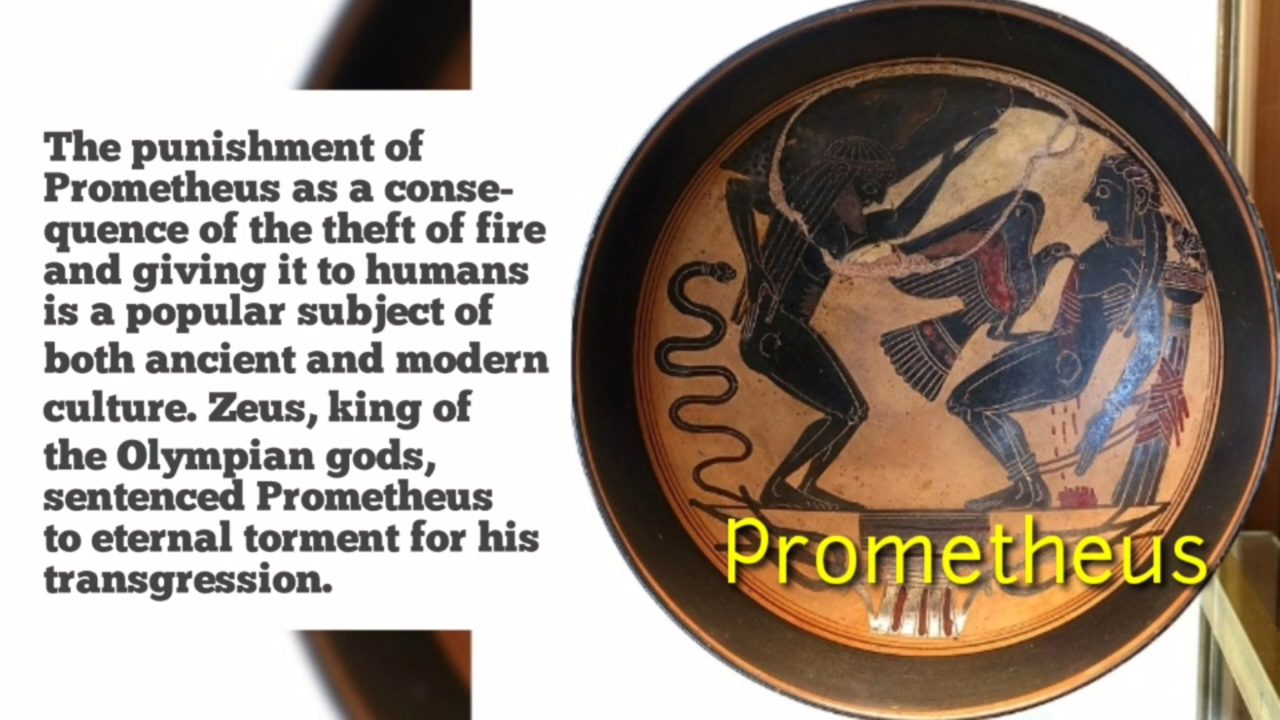 The punishment of
Prometheus as a conse-
quence of the theft of fire
and giving it to humans
is a popular subject of
both ancient and modern
culture. Zeus, king of
the Olympian gods,
sentenced Prometheus
to eternal torment for his
transgression.
Prometheus